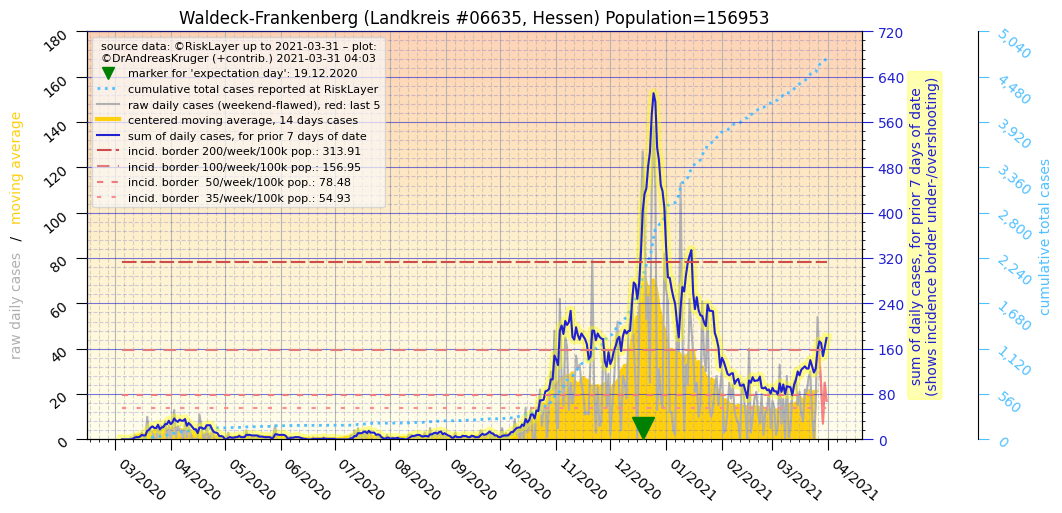 Waldeck-Frankenberg (Landkreis #06635, Hessen) Population=156953
source data: ©RiskLayer up to 2021-03-31 – plot:
©DrAndreasKruger (+contrib.) 2021-03-31 04:03
marker for 'expectation day': 19.12.2020
cumulative total cases reported at RiskLayer
raw daily cases (weekend-flawed), red: last 5
centered moving average, 14 days cases
sum of daily cases, for prior 7 days of date
incid. border 200/week/100k pop.: 313.91
incid. border 100/week/100k pop.: 156.95
incid. border  50/week/100k pop.: 78.48
incid. border  35/week/100k pop.: 54.93
raw daily cases / moving average
180
160
140
120
100
80
60
40
20
0
03/2020
04/2020
05/2020
06/2020
07/2020
08/2020
09/2020
10/2020
11/2020
12/2020
01/2021
02/2021
03/2021
04/2021
720
640
560
480
400
320
240
160
80
0
sum of daily cases, for prior 7 days of date
(shows incidence border under-/overshooting)
5,040
4,480
3,920
3,360
2,800
2,240
1,680
1,120
560
0
cumulative total cases